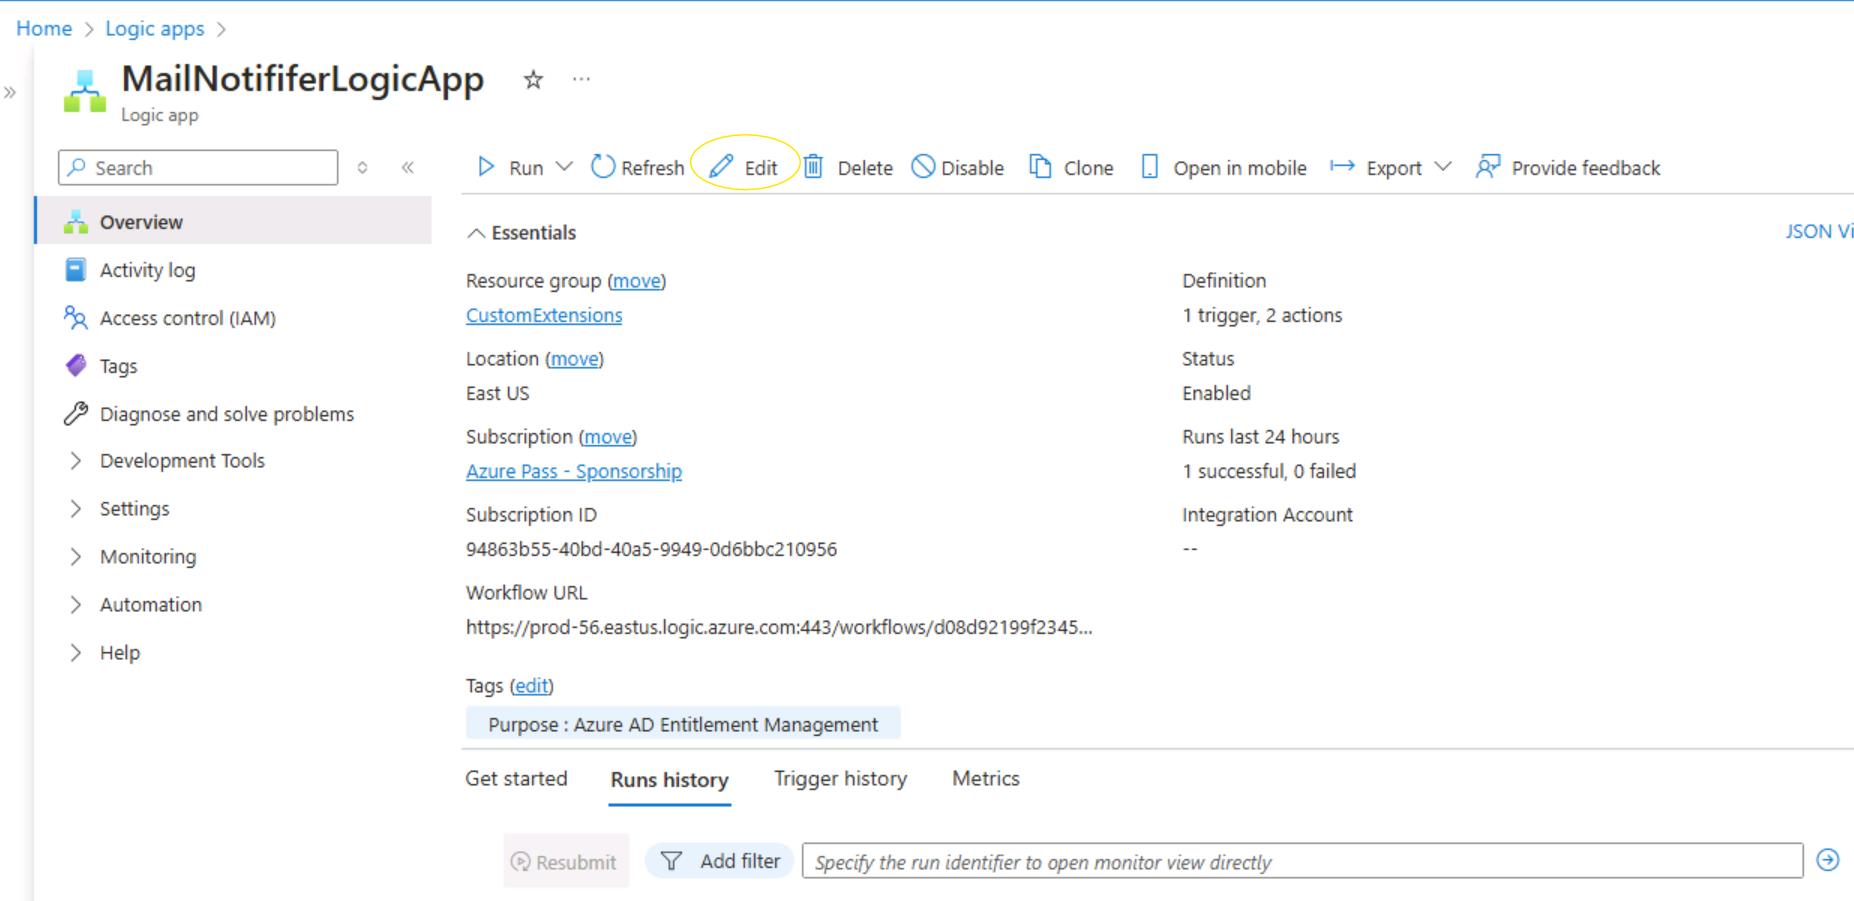 Home > Logic apps >
MailNotififerLogicApp
Logic app
Search
Run
Refresh
Edit
Delete
Disable
Clone
Open in mobile
Export
Provide feedback
Overview
Activity log
Access control (IAM)
Tags
Diagnose and solve problems
Development Tools
Settings
Monitoring
Automation
Help
Essentials
JSON Vi
Resource group (move)
CustomExtensions
Location (move)
East US
Subscription (move)
Azure Pass - Sponsorship
Subscription ID
94863b55-40bd-40a5-9949-0d6bbc210956
Workflow URL
https://prod-56.eastus.logic.azure.com:443/workflows/d08d92199f2345...
Definition
1 trigger, 2 actions
Status
Enabled
Runs last 24 hours
1 successful, 0 failed
Integration Account
--
Tags (edit)
Purpose : Azure AD Entitlement Management
Get started
Runs history
Trigger history
Metrics
Resubmit
Add filter
Specify the run identifier to open monitor view directly